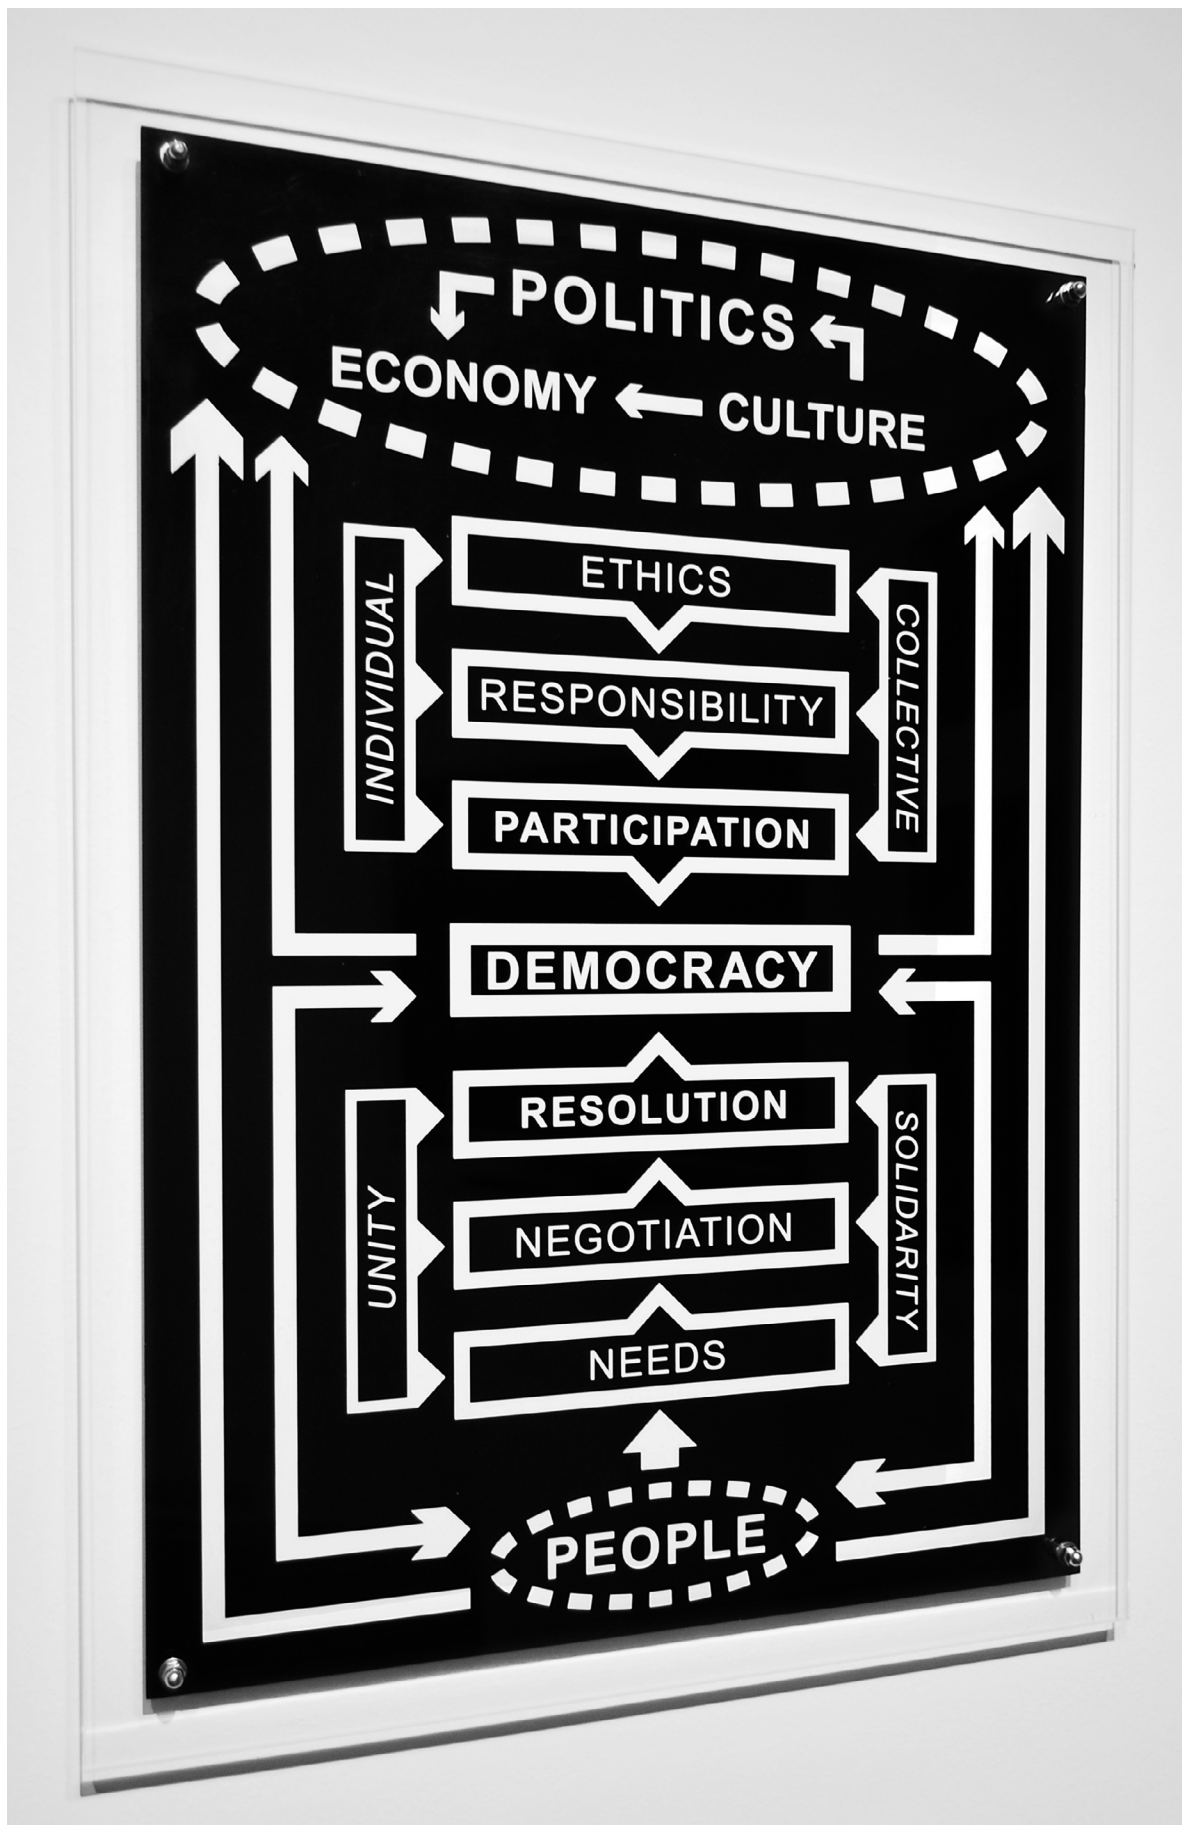 POLITICS
ECONOMY
CULTURE
INDIVIDUAL
ETHICS
COLLECTIVE
RESPONSIBILITY
PARTICIPATION
DEMOCRACY
RESOLUTION
UNITY
SOLIDARITY
NEGOTIATION
NEEDS
PEOPLE